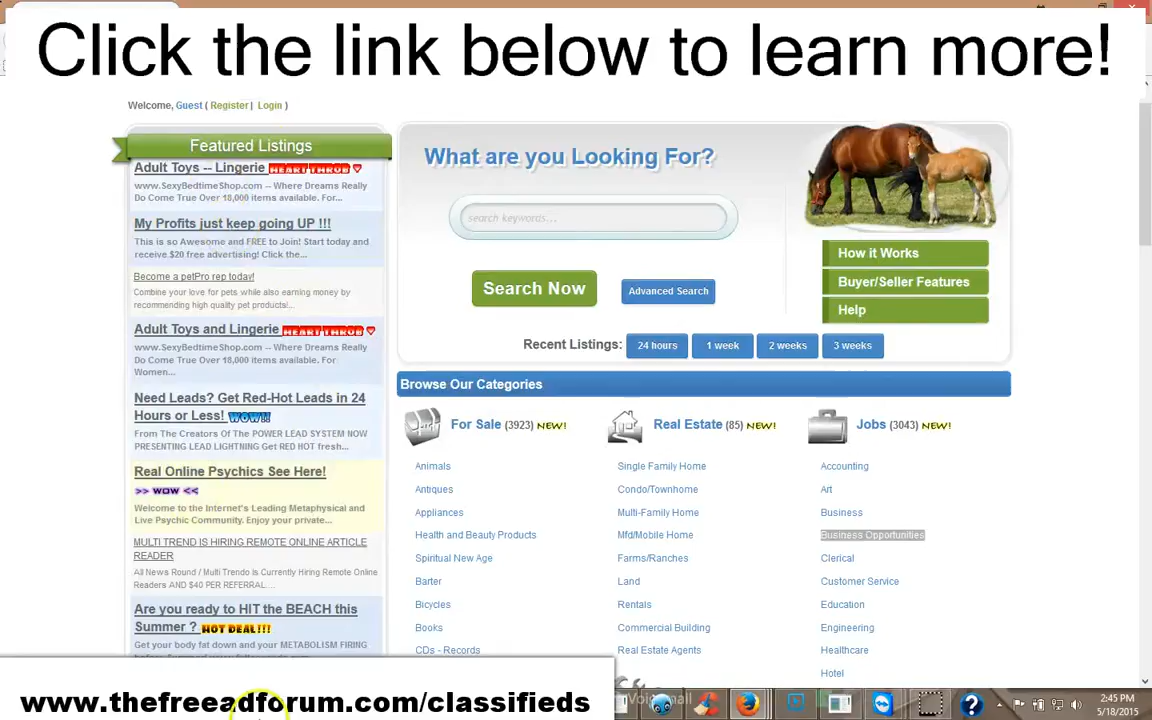 Click the link below to learn more!
Welcome, Guest ( Register | Login )
Featured Listings
Adult Toys -- Lingerie HEART THROB
www.SexyBedtimeShop.com -- Where Dreams Really
Do Come True Over 18,000 items available. For...
My Profits just keep going UP !!!
This is so Awesome and FREE to Join! Start today and
receive $20 free advertising! Click the...
Become a petPro rep today!
Combine your love for pets while also earning money by
recommending high quality pet products!...
Adult Toys and Lingerie HEART THROB
www.SexyBedtimeShop.com -- Where Dreams Really
Do Come True Over 18,000 items available. For
Women...
Need Leads? Get Red-Hot Leads in 24
Hours or Less! WOW!!
From The Creators Of The POWER LEAD SYSTEM NOW
PRESENTING LEAD LIGHTNING Get RED HOT fresh...
Real Online Psychics See Here!
>> WOW <<
Welcome to the Internet's Leading Metaphysical and
Live Psychic Community. Enjoy your private...
MULTI TREND IS HIRING REMOTE ONLINE ARTICLE
READER
All News Round / Multi Trendo Is Currently Hiring Remote Online
Readers AND $40 PER REFERRAL....
Are you ready to HIT the BEACH this
Summer ? HOT DEAL!!!
Get your body fat down and your METABOLISM FIRING
What are you Looking For?
search keywords...
Search Now
Advanced Search
How it Works
Buyer/Seller Features
Help
Recent Listings: 24 hours 1 week 2 weeks 3 weeks
Browse Our Categories
For Sale (3923) NEW!
Animals
Antiques
Appliances
Health and Beauty Products
Spiritual New Age
Barter
Bicycles
Books
CDs - Records
Real Estate (85) NEW!
Single Family Home
Condo/Townhome
Multi-Family Home
Mfd/Mobile Home
Farms/Ranches
Land
Rentals
Commercial Building
Real Estate Agents
Jobs (3043) NEW!
Accounting
Art
Business
Business Opportunities
Clerical
Customer Service
Education
Engineering
Healthcare
Hotel
www.thefreeadforum.com/classifieds
2:45 PM
5/18/2015